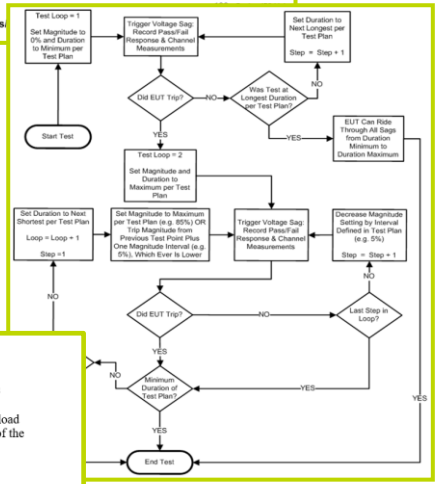 Test Loop = 1
Set Magnitude to
0% and Duration
to Minimum per
Test Plan
Trigger Voltage Sag:
Record Pass/Fail
Response & Channel
Measurements
Set Duration to
Next Longest per
Test Plan
Step = Step + 1
NO
Did EUT Trip?
NO
Was Test at
Longest Duration
per Test Plan?
Start Test
YES
YES
EUT Can Ride
Through All Sags
from Duration
Minimum to
Duration Maximum
Test Loop = 2
Set Magnitude and
Duration to
Maximum per Test
Plan
Set Duration to Next
Shortest per Test Plan
Loop = Loop + 1
Step =1
Set Magnitude to Maximum
per Test Plan (e.g. 85%) OR
Trip Magnitude from
Previous Test Point Plus
One Magnitude Interval (e.g.
5%), Which Ever Is Lower
Trigger Voltage Sag:
Record Pass/Fail
Response & Channel
Measurements
Decrease Magnitude
Setting by Interval
Defined in Test Plan
(e.g. 5%)
Step = Step + 1
NO
NO
Did EUT Trip?
NO
Last Step in
Loop?
YES
NO
Minimum
Duration of
Test Plan?
YES
YES
YES
End Test
load
of the